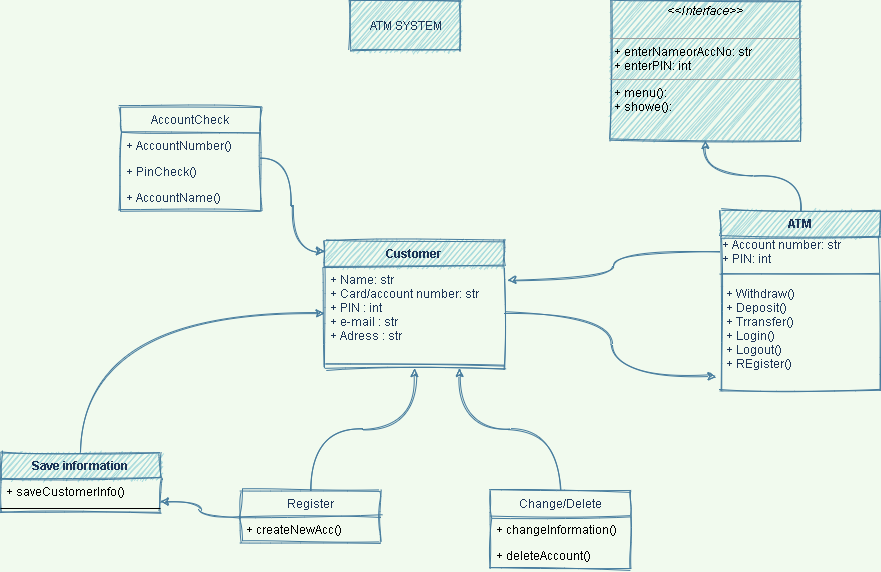 ATM SYSTEM
<<Interface>>
+ enterNameorAccNo: str
+ enterPIN: int
+ menu():
+ showe():
AccountCheck
+ AccountNumber()
+ PinCheck()
+ AccountName()
ATM
+ Account number: str
+ PIN: int
+ Withdraw()
+ Deposit()
+ Trransfer()
+ Login()
+ Logout()
+ REgister()
Customer
+ Name: str
+ Card/account number: str
+ PIN : int
+ e-mail : str
+ Adress : str
Save information
+ saveCustomerInfo()
Register
+ createNewAcc()
Change/Delete
+ changeInformation()
+ deleteAccount()